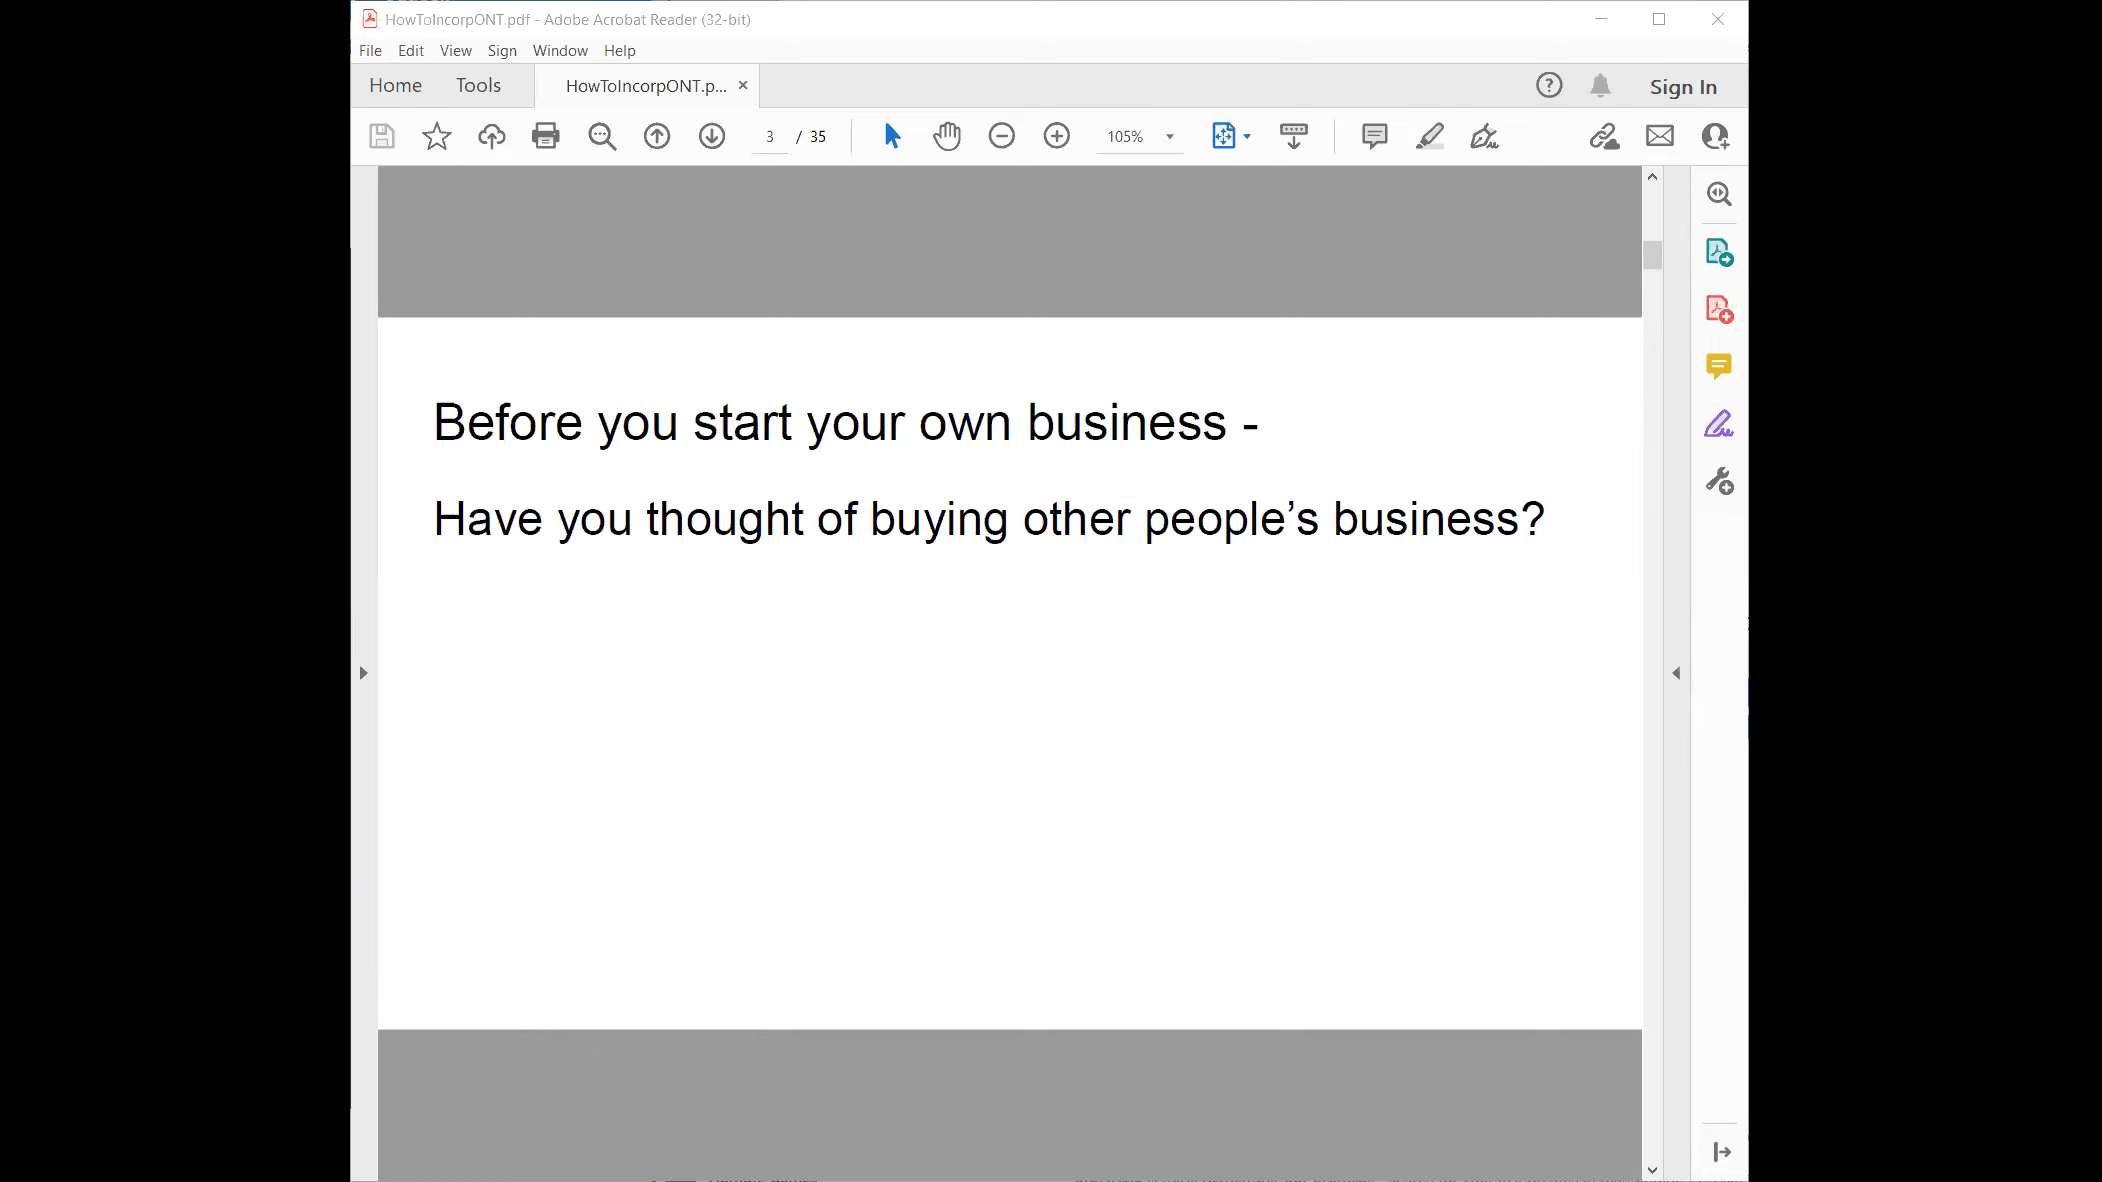 HowToIncorpONT.pdf - Adobe Acrobat Reader (32-bit)
File Edit View Sign Window Help
Home Tools HowToIncorpONT.p... Sign In
3 / 35 105%
Before you start your own business -
Have you thought of buying other people’s business?